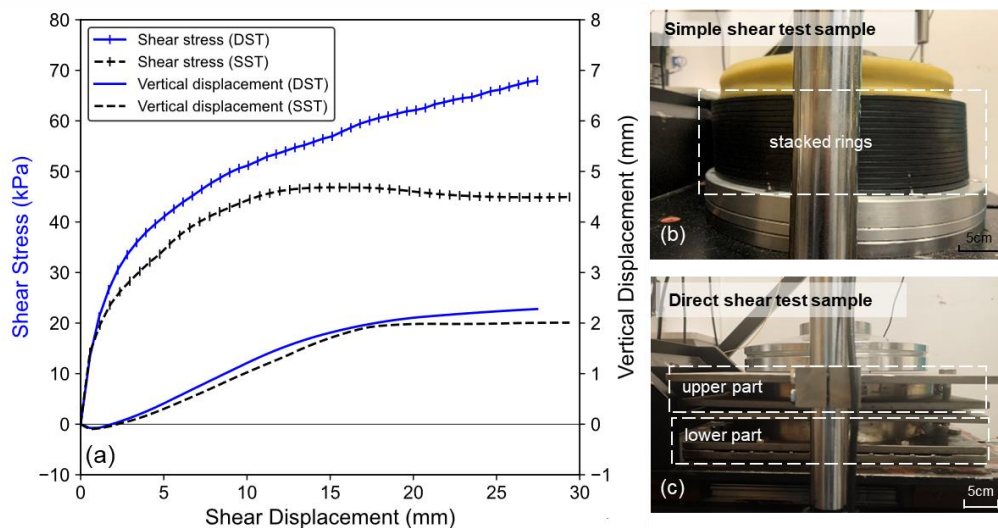 80
70
60
50
40
30
20
10
0
−10
Shear Stress (kPa)
Shear stress (DST)
Shear stress (SST)
Vertical displacement (DST)
Vertical displacement (SST)
(a)
0 5 10 15 20 25 30
Shear Displacement (mm)
8
7
6
5
4
3
2
1
0
−1
Vertical Displacement (mm)
Simple shear test sample
stacked rings
(b)
5cm
Direct shear test sample
upper part
lower part
(c)
5cm